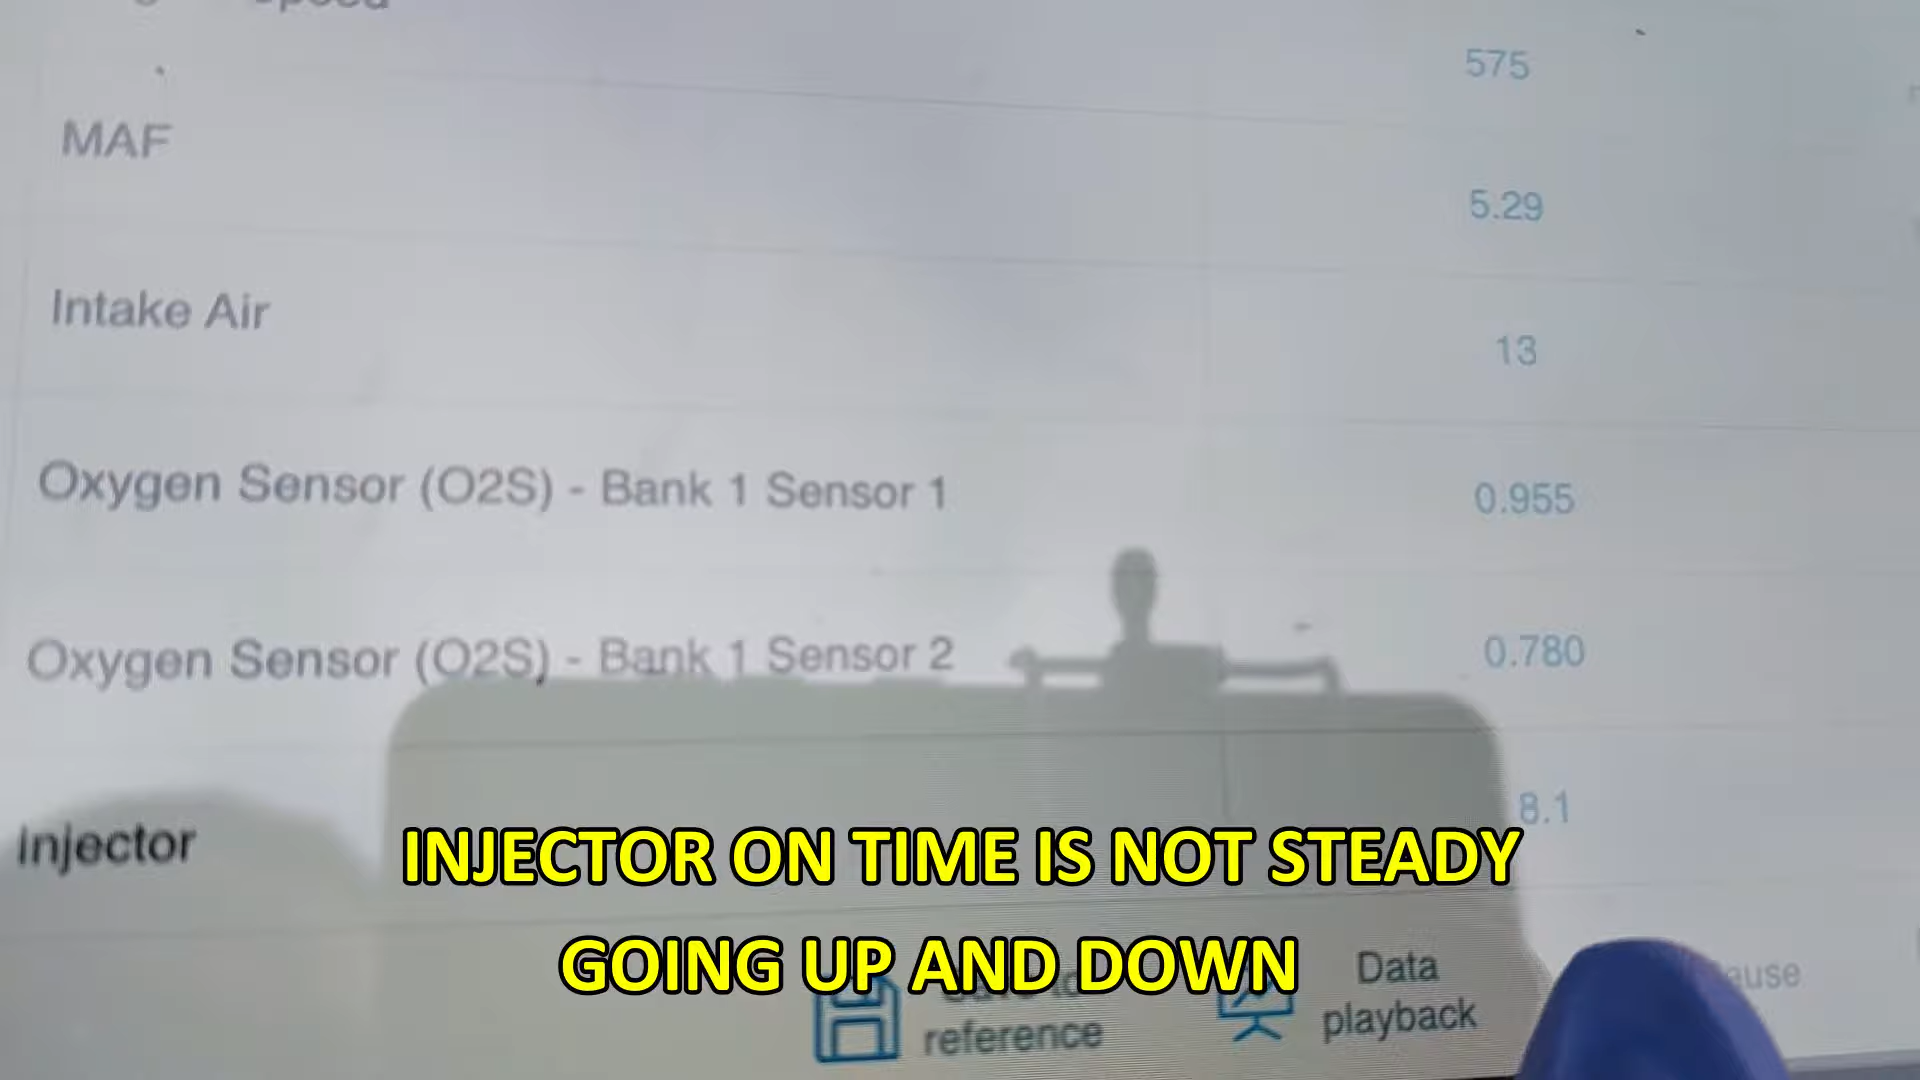 575
MAF
5.29
Intake Air
13
Oxygen Sensor (O2S) - Bank 1 Sensor 1
0.955
Oxygen Sensor (O2S) - Bank 1 Sensor 2
0.780
Injector
8.1
INJECTOR ON TIME IS NOT STEADY
GOING UP AND DOWN
reference
Data
playback